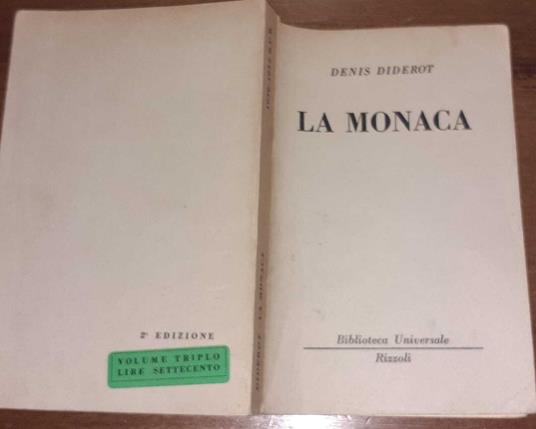 DENIS DIDEROT
LA MONACA
Biblioteca Universale
Rizzoli
DIDEROT - LA MONACA
2ª EDIZIONE
VOLUME TRIPLO
LIRE SETTECENTO